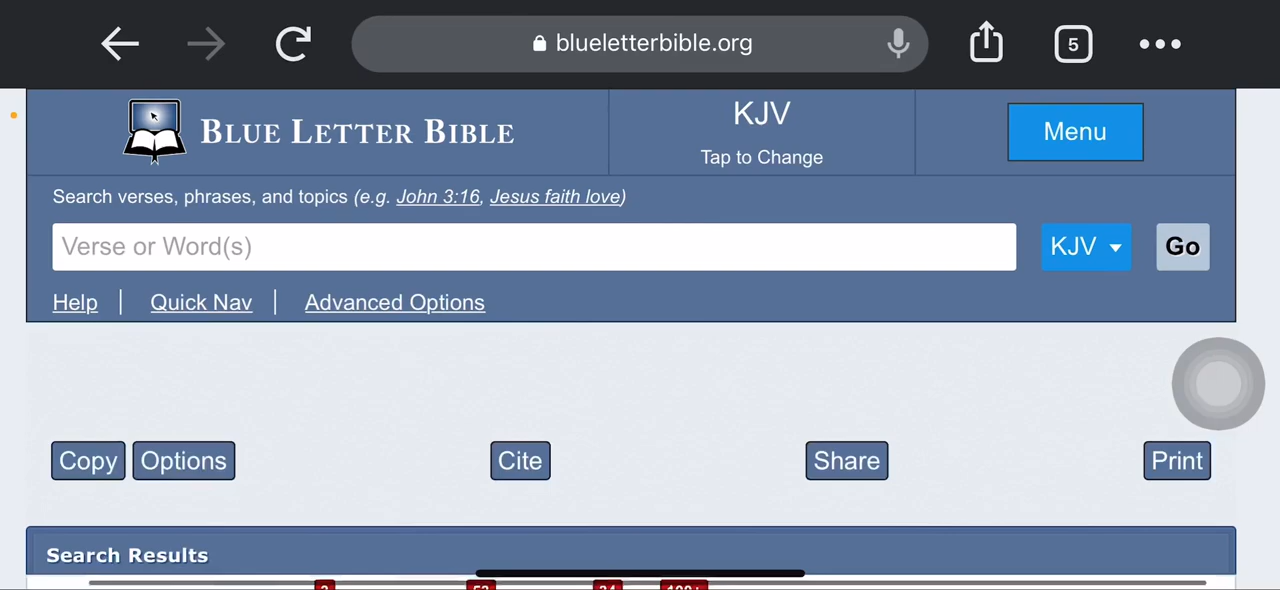 blueletterbible.org
5
BLUE LETTER BIBLE
KJV
Tap to Change
Menu
Search verses, phrases, and topics (e.g. John 3:16, Jesus faith love)
Verse or Word(s)
KJV
Go
Help
Quick Nav
Advanced Options
Copy
Options
Cite
Share
Print
Search Results